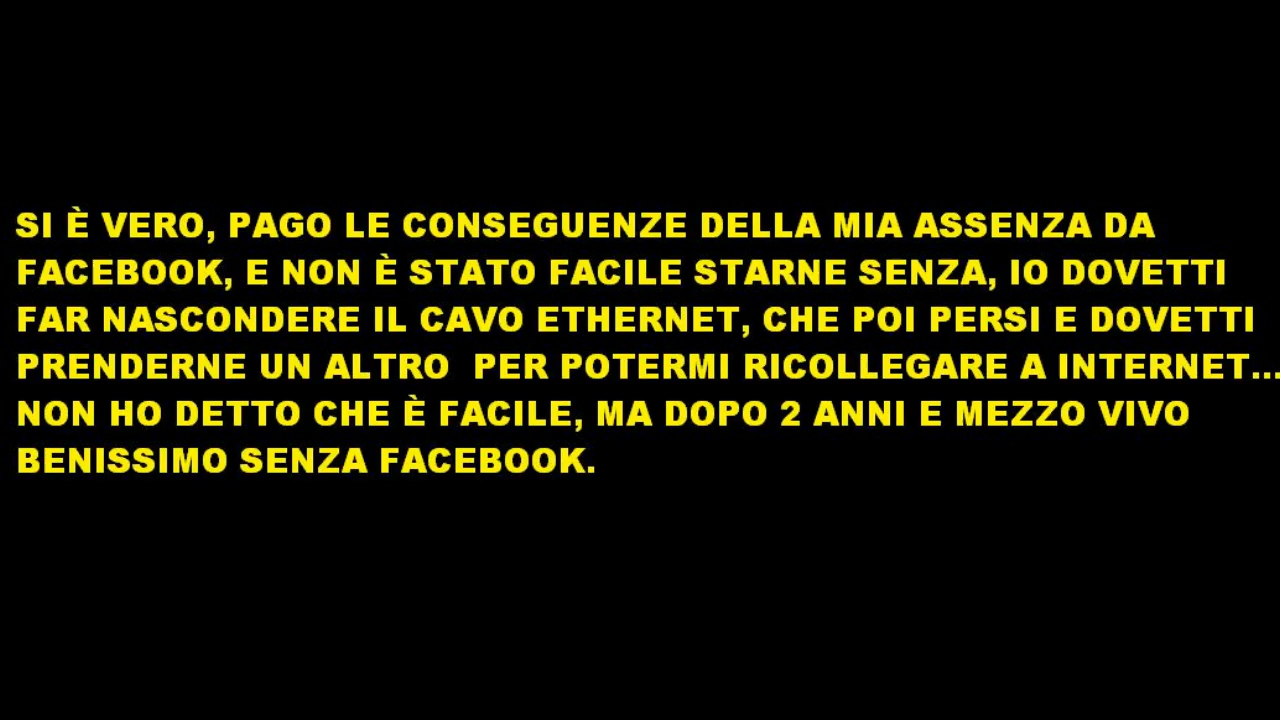 SI È VERO, PAGO LE CONSEGUENZE DELLA MIA ASSENZA DA
FACEBOOK, E NON È STATO FACILE STARNE SENZA, IO DOVETTI
FAR NASCONDERE IL CAVO ETHERNET, CHE POI PERSI E DOVETTI
PRENDERNE UN ALTRO  PER POTERMI RICOLLEGARE A INTERNET...
NON HO DETTO CHE È FACILE, MA DOPO 2 ANNI E MEZZO VIVO
BENISSIMO SENZA FACEBOOK.